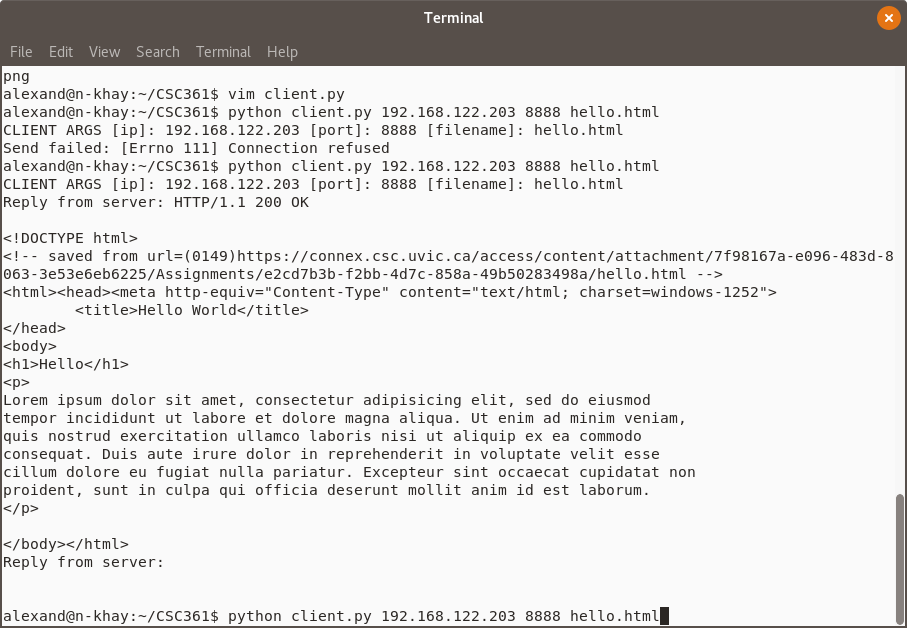 Terminal
File Edit View Search Terminal Help
png
alexand@n-khay:~/CSC361$ vim client.py
alexand@n-khay:~/CSC361$ python client.py 192.168.122.203 8888 hello.html
CLIENT ARGS [ip]: 192.168.122.203 [port]: 8888 [filename]: hello.html
Send failed: [Errno 111] Connection refused
alexand@n-khay:~/CSC361$ python client.py 192.168.122.203 8888 hello.html
CLIENT ARGS [ip]: 192.168.122.203 [port]: 8888 [filename]: hello.html
Reply from server: HTTP/1.1 200 OK
<!DOCTYPE html>
<!-- saved from url=(0149)https://connex.csc.uvic.ca/access/content/attachment/7f98167a-e096-483d-8
063-3e53e6eb6225/Assignments/e2cd7b3b-f2bb-4d7c-858a-49b50283498a/hello.html -->
<html><head><meta http-equiv="Content-Type" content="text/html; charset=windows-1252">
        <title>Hello World</title>
</head>
<body>
<h1>Hello</h1>
<p>
Lorem ipsum dolor sit amet, consectetur adipisicing elit, sed do eiusmod
tempor incididunt ut labore et dolore magna aliqua. Ut enim ad minim veniam,
quis nostrud exercitation ullamco laboris nisi ut aliquip ex ea commodo
consequat. Duis aute irure dolor in reprehenderit in voluptate velit esse
cillum dolore eu fugiat nulla pariatur. Excepteur sint occaecat cupidatat non
proident, sunt in culpa qui officia deserunt mollit anim id est laborum.
</p>
</body></html>
Reply from server:
alexand@n-khay:~/CSC361$ python client.py 192.168.122.203 8888 hello.html